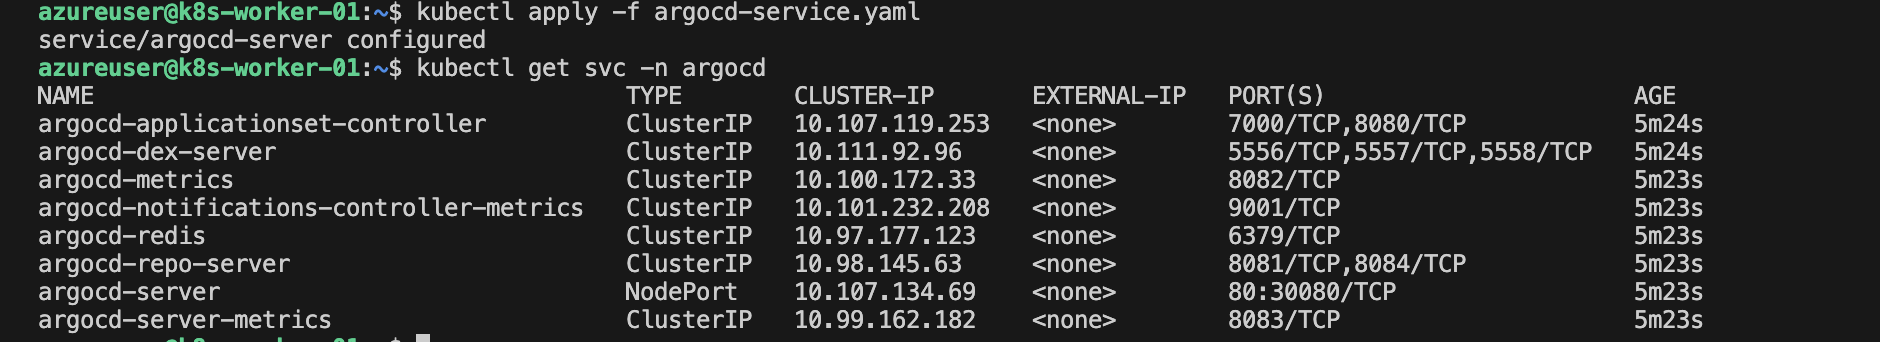 azureuser@k8s-worker-01:~$ kubectl apply -f argocd-service.yaml
service/argocd-server configured
azureuser@k8s-worker-01:~$ kubectl get svc -n argocd
NAME TYPE CLUSTER-IP EXTERNAL-IP PORT(S) AGE
argocd-applicationset-controller ClusterIP 10.107.119.253 <none> 7000/TCP,8080/TCP 5m24s
argocd-dex-server ClusterIP 10.111.92.96 <none> 5556/TCP,5557/TCP,5558/TCP 5m24s
argocd-metrics ClusterIP 10.100.172.33 <none> 8082/TCP 5m23s
argocd-notifications-controller-metrics ClusterIP 10.101.232.208 <none> 9001/TCP 5m23s
argocd-redis ClusterIP 10.97.177.123 <none> 6379/TCP 5m23s
argocd-repo-server ClusterIP 10.98.145.63 <none> 8081/TCP,8084/TCP 5m23s
argocd-server NodePort 10.107.134.69 <none> 80:30080/TCP 5m23s
argocd-server-metrics ClusterIP 10.99.162.182 <none> 8083/TCP 5m23s